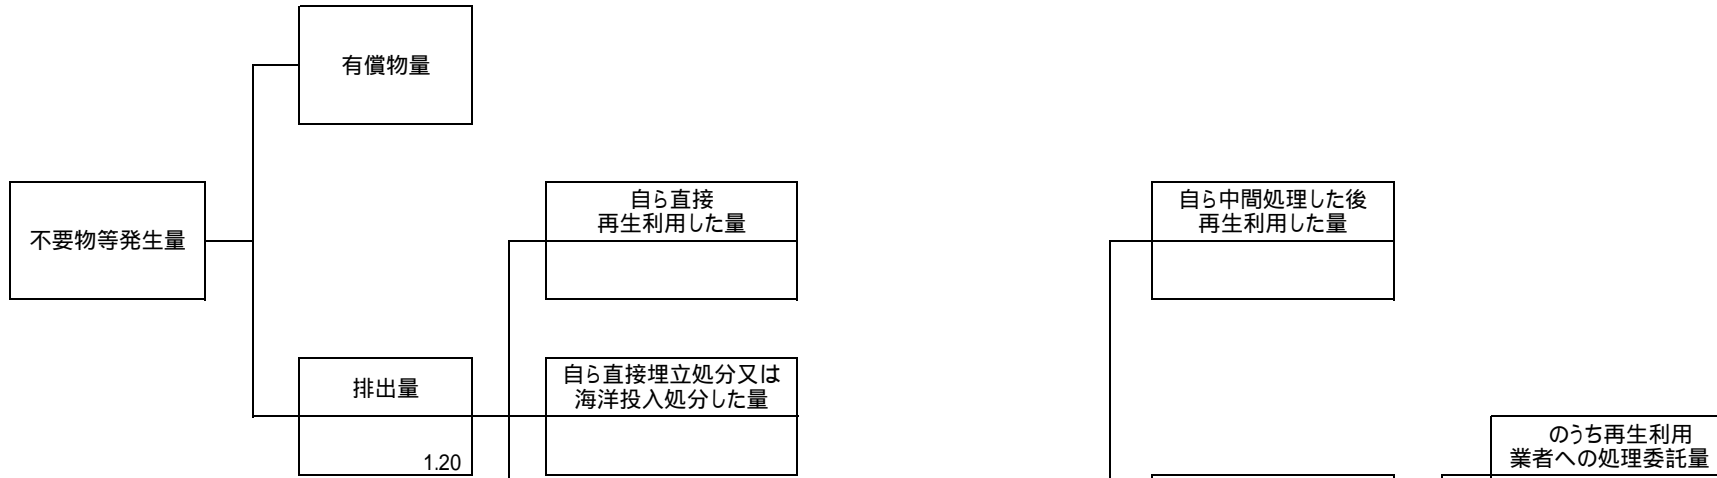 有償物量
不要物等発生量
自ら直接
再生利用した量
自ら中間処理した後
再生利用した量
排出量
1.20
自ら直接埋立処分又は
海洋投入処分した量
のうち再生利用
業者への処理委託量